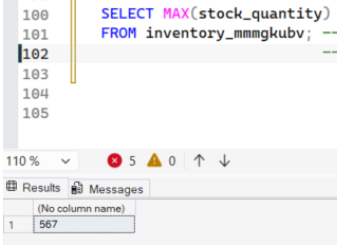 100 SELECT MAX(stock_quantity)
101 FROM inventory_mmmgkubv; --
102 --
103
104
105
110 % 5 0
Results Messages
(No column name)
1 567